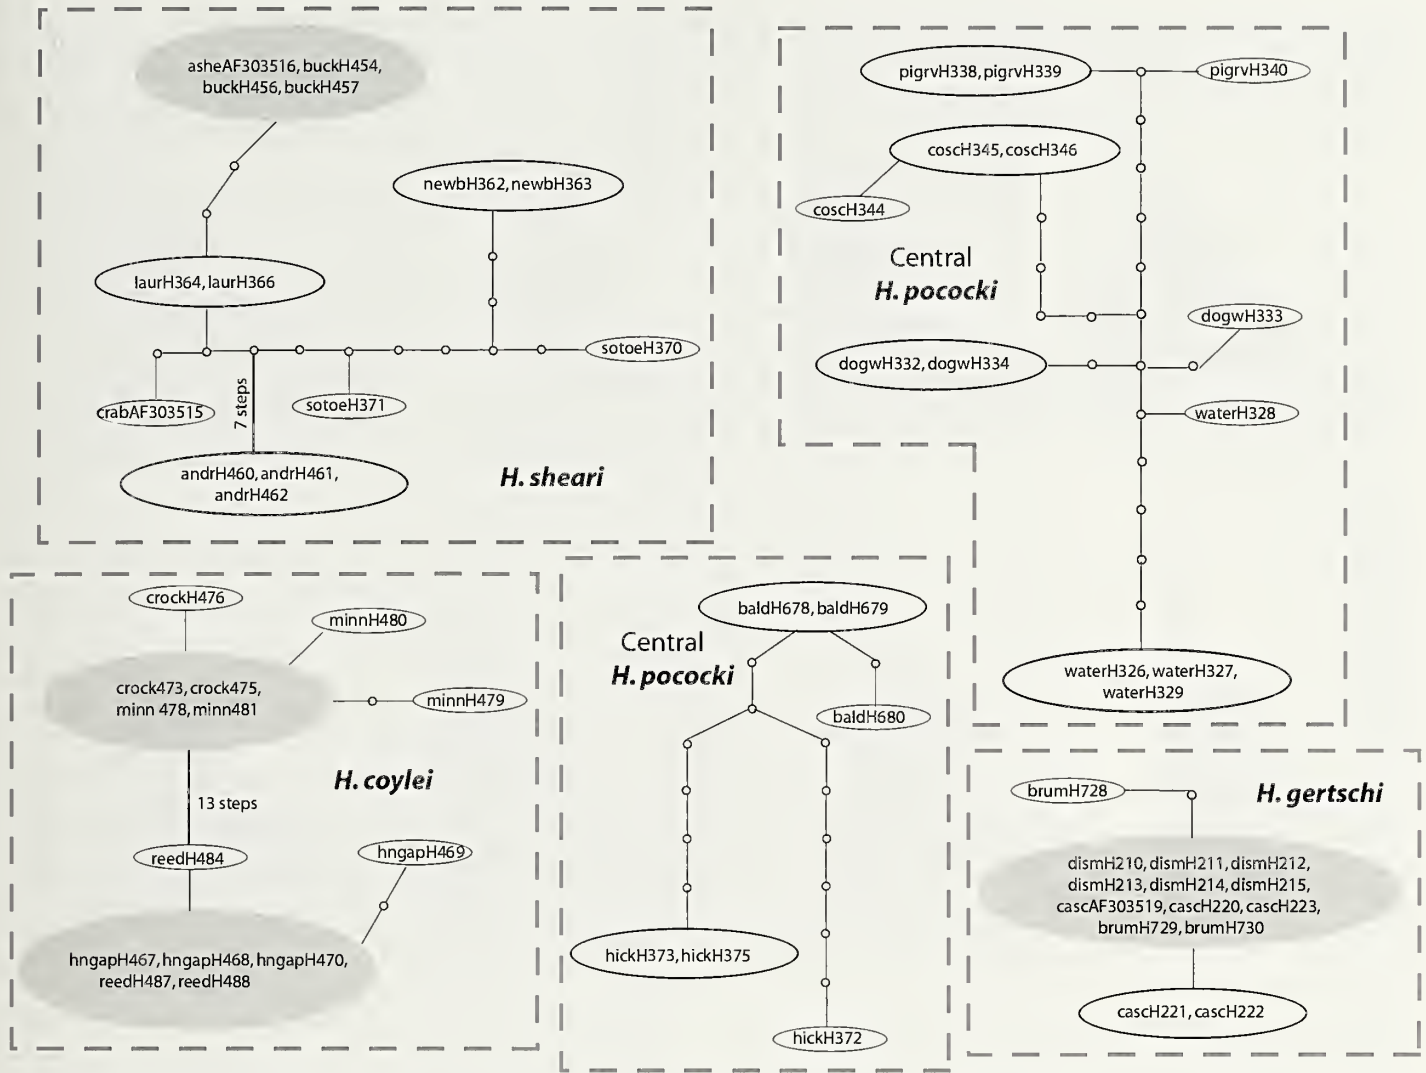 asheAF303516, buckH454,
buckH456, buckH457
newbH362, newbH363
laurH364, laurH366
sotoeH370
crabAF303515
7 steps
sotoeH371
andrH460, andrH461,
andrH462
H. sheari
pigrvH338, pigrvH339
pigrvH340
coscH345, coscH346
coscH344
Central
H. pococki
dogwH333
dogwH332, dogwH334
waterH328
waterH326, waterH327,
waterH329
crockH476
minnH480
crock473, crock475,
minn 478, minn481
minnH479
H. coylei
13 steps
reedH484
hngapH469
hngapH467, hngapH468, hngapH470,
reedH487, reedH488
baldH678, baldH679
Central
H. pococki
baldH680
hickH373, hickH375
hickH372
brumH728
H. gertschi
dismH210, dismH211, dismH212,
dismH213, dismH214, dismH215,
cascAF303519, cascH220, cascH223,
brumH729, brumH730
cascH221, cascH222